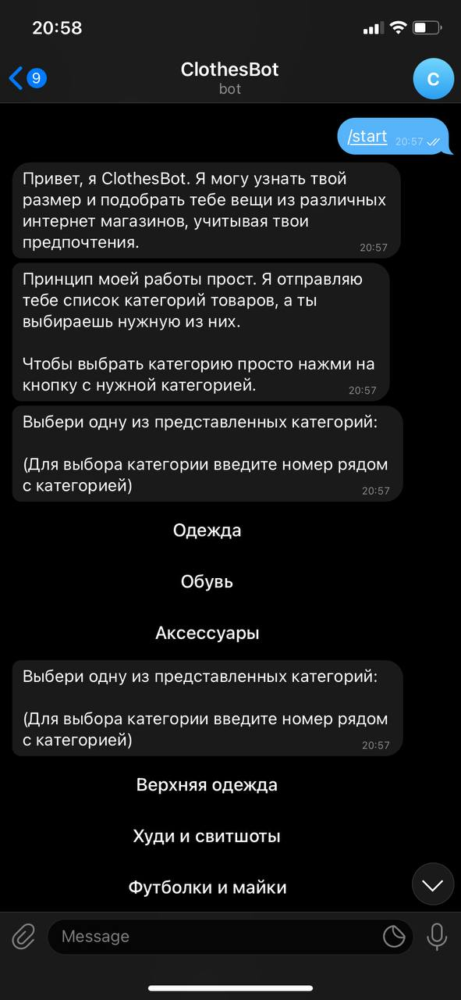 20:58
9
ClothesBot
bot
C
/start 20:57
Привет, я ClothesBot. Я могу узнать твой
размер и подобрать тебе вещи из различных
интернет магазинов, учитывая твои
предпочтения.
20:57
Принцип моей работы прост. Я отправляю
тебе список категорий товаров, а ты
выбираешь нужную из них.
Чтобы выбрать категорию просто нажми на
кнопку с нужной категорией.
20:57
Выбери одну из представленных категорий:
(Для выбора категории введите номер рядом
с категорией)
20:57
Одежда
Обувь
Аксессуары
Выбери одну из представленных категорий:
(Для выбора категории введите номер рядом
с категорией)
20:57
Верхняя одежда
Худи и свитшоты
Футболки и майки
Message